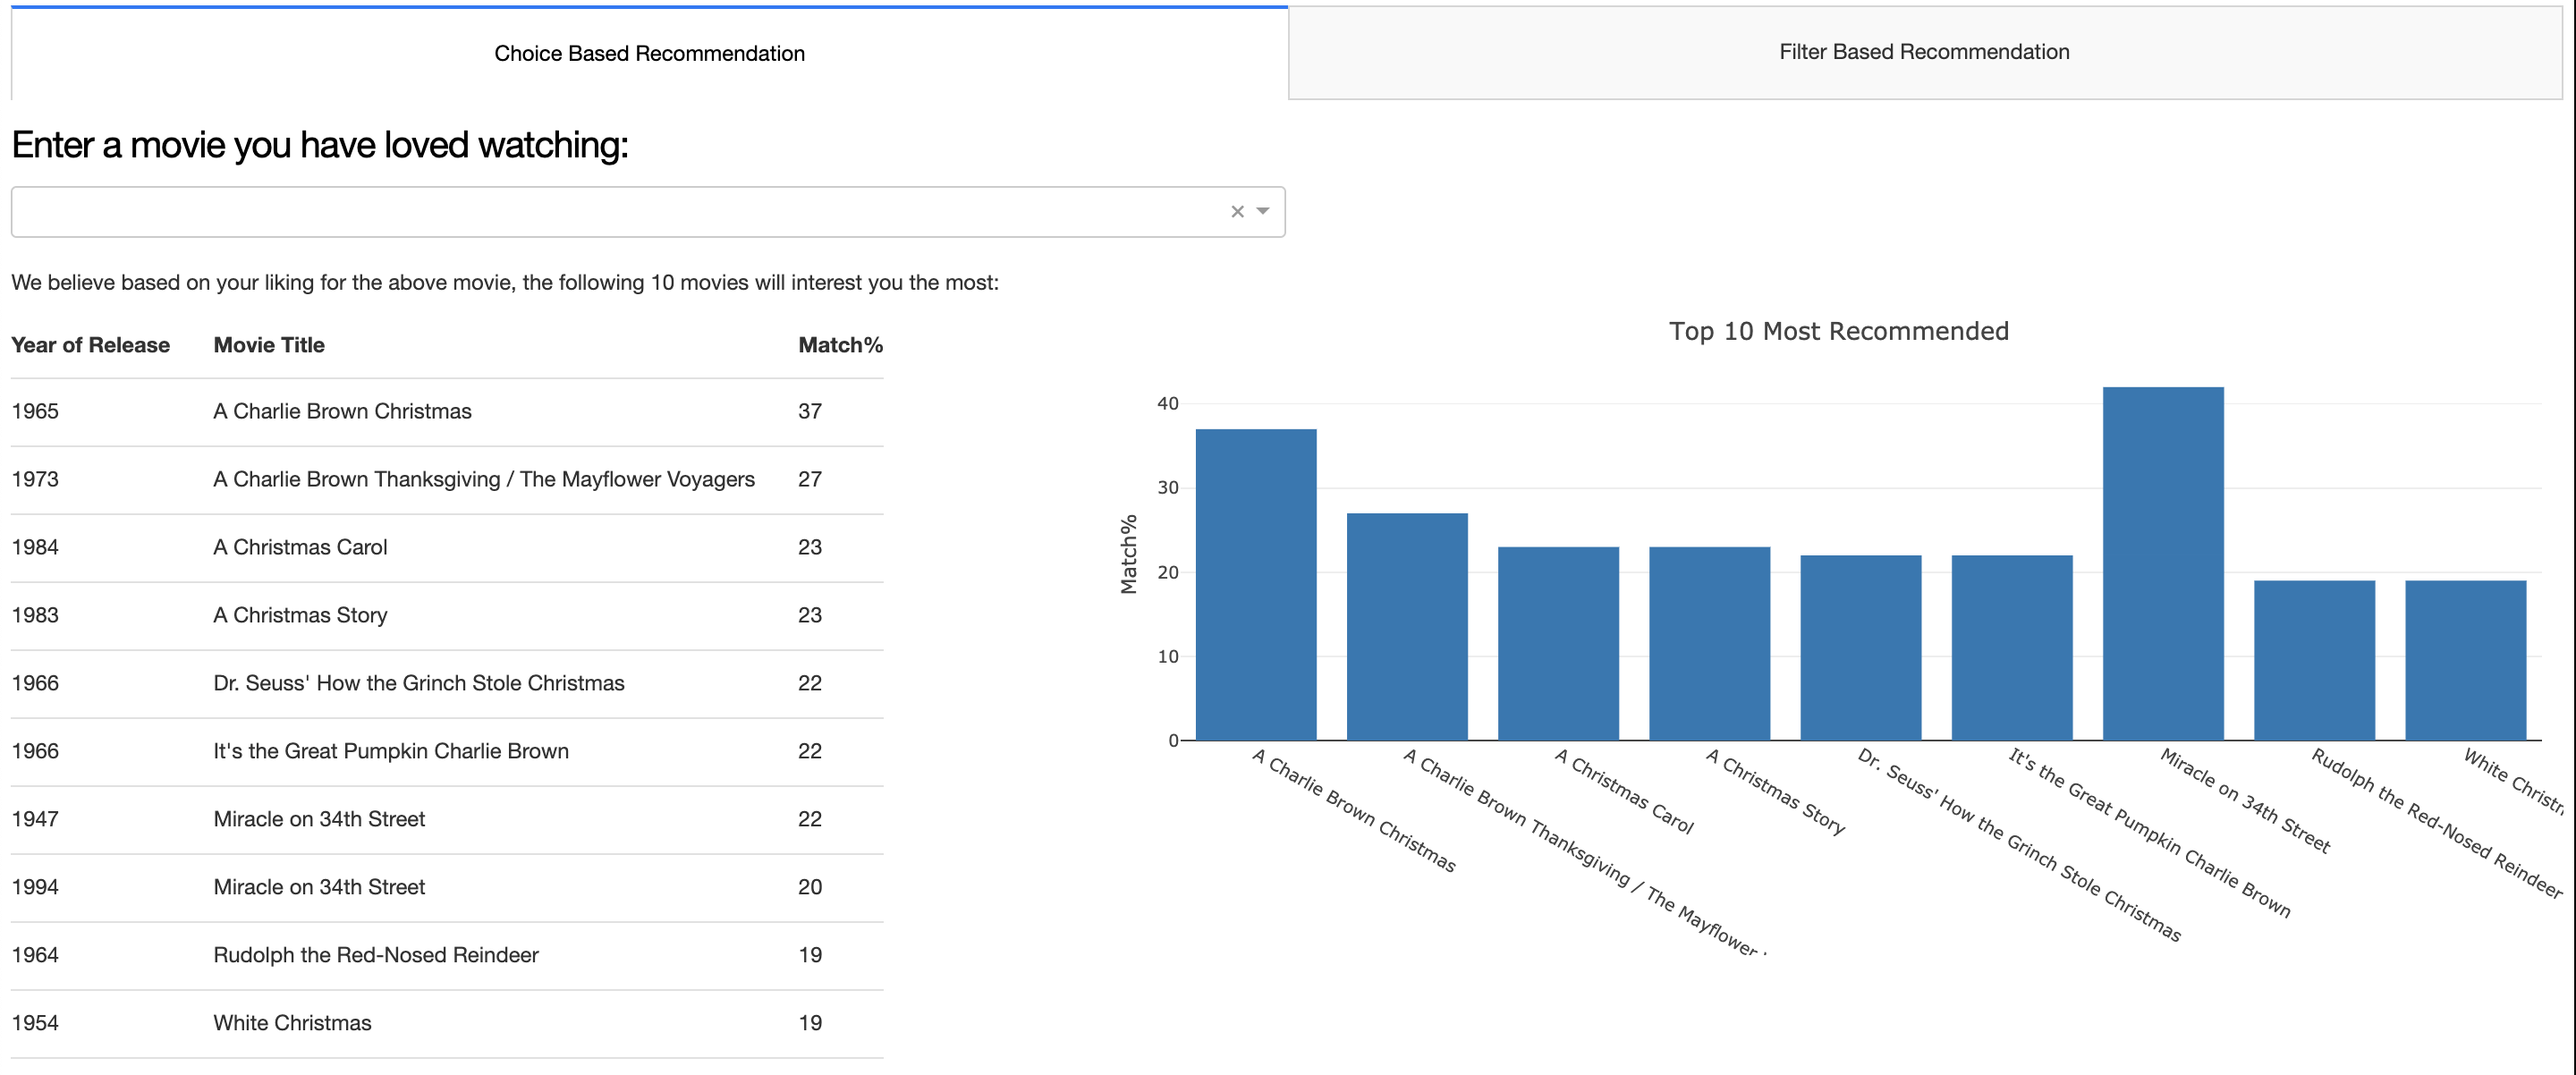 Choice Based Recommendation
Filter Based Recommendation
Enter a movie you have loved watching:
We believe based on your liking for the above movie, the following 10 movies will interest you the most:
Year of Release Movie Title Match%
1965 A Charlie Brown Christmas 37
1973 A Charlie Brown Thanksgiving / The Mayflower Voyagers 27
1984 A Christmas Carol 23
1983 A Christmas Story 23
1966 Dr. Seuss' How the Grinch Stole Christmas 22
1966 It's the Great Pumpkin Charlie Brown 22
1947 Miracle on 34th Street 22
1994 Miracle on 34th Street 20
1964 Rudolph the Red-Nosed Reindeer 19
1954 White Christmas 19
Top 10 Most Recommended
Match%
40
30
20
10
0
A Charlie Brown Christmas
A Charlie Brown Thanksgiving / The Mayflower
A Christmas Carol
A Christmas Story
Dr. Seuss' How the Grinch Stole Christmas
It's the Great Pumpkin Charlie Brown
Miracle on 34th Street
Rudolph the Red-Nosed Reindeer
White